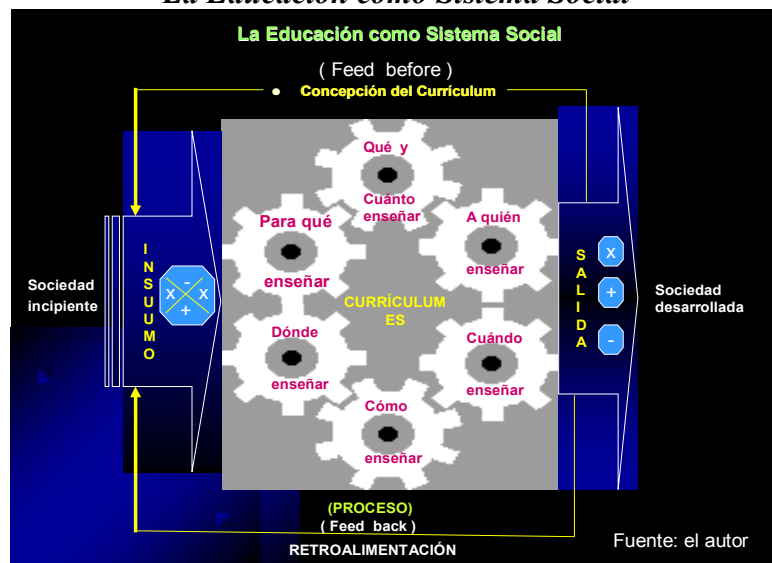 La Educación como Sistema Social
La Educación como Sistema Social
( Feed before )
• Concepción del Currículum
Qué y
Cuánto
enseñar
Para qué
enseñar
A quién
enseñar
CURRÍCULUM
ES
Dónde
enseñar
Cuándo
enseñar
Cómo
enseñar
Sociedad
incipiente
I
N
S
U
U
M
O
-
X X
+
S
A
L
I
D
A
X
+
-
Sociedad
desarrollada
(PROCESO)
( Feed back )
RETROALIMENTACIÓN
Fuente: el autor